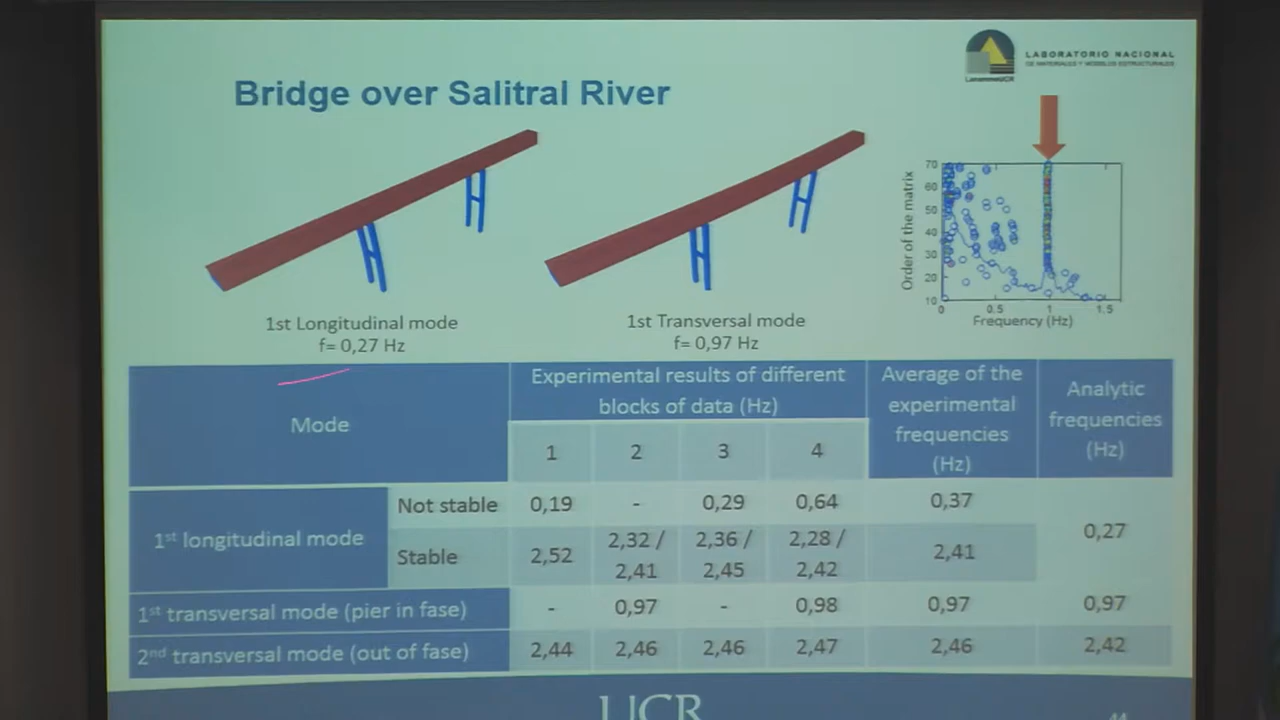 LABORATORIO NACIONAL
DE MATERIALES Y MODELOS ESTRUCTURALES
LanammeUCR
Bridge over Salitral River
1st Longitudinal mode
f= 0,27 Hz
1st Transversal mode
f= 0,97 Hz
Order of the matrix
70
60
50
40
30
20
10
0 0.5 1 1.5
Frequency (Hz)
Mode
Experimental results of different
blocks of data (Hz)
Average of the
experimental
frequencies
(Hz)
Analytic
frequencies
(Hz)
1 2 3 4
1st longitudinal mode
Not stable 0,19 - 0,29 0,64 0,37
0,27
Stable 2,52 2,32 / 2,36 / 2,28 / 2,41
2,41 2,45 2,42
1st transversal mode (pier in fase) - 0,97 - 0,98 0,97 0,97
2nd transversal mode (out of fase) 2,44 2,46 2,46 2,47 2,46 2,42
UCR
44